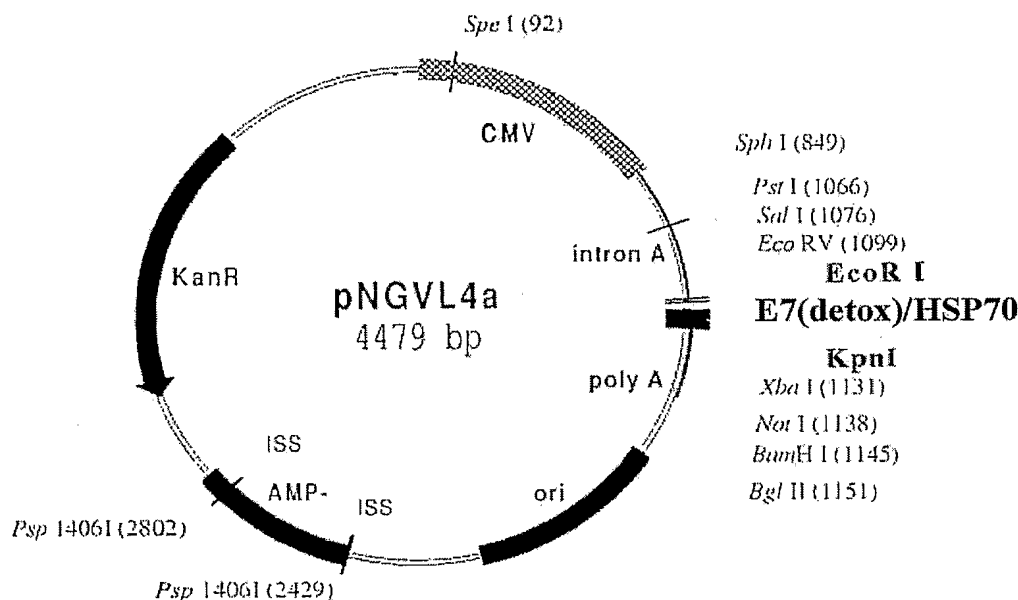 Spe I (92)
CMV
Sph I (849)
Pst I (1066)
Sal I (1076)
Eco RV (1099)
intron A
EcoR I
E7(detox)/HSP70
KpnI
KanR
pNGVL4a
4479 bp
poly A
Xba I (1131)
Not I (1138)
BamH I (1145)
Bgl II (1151)
ISS
AMP-
ISS
ori
Psp 1406I (2802)
Psp 1406I (2429)